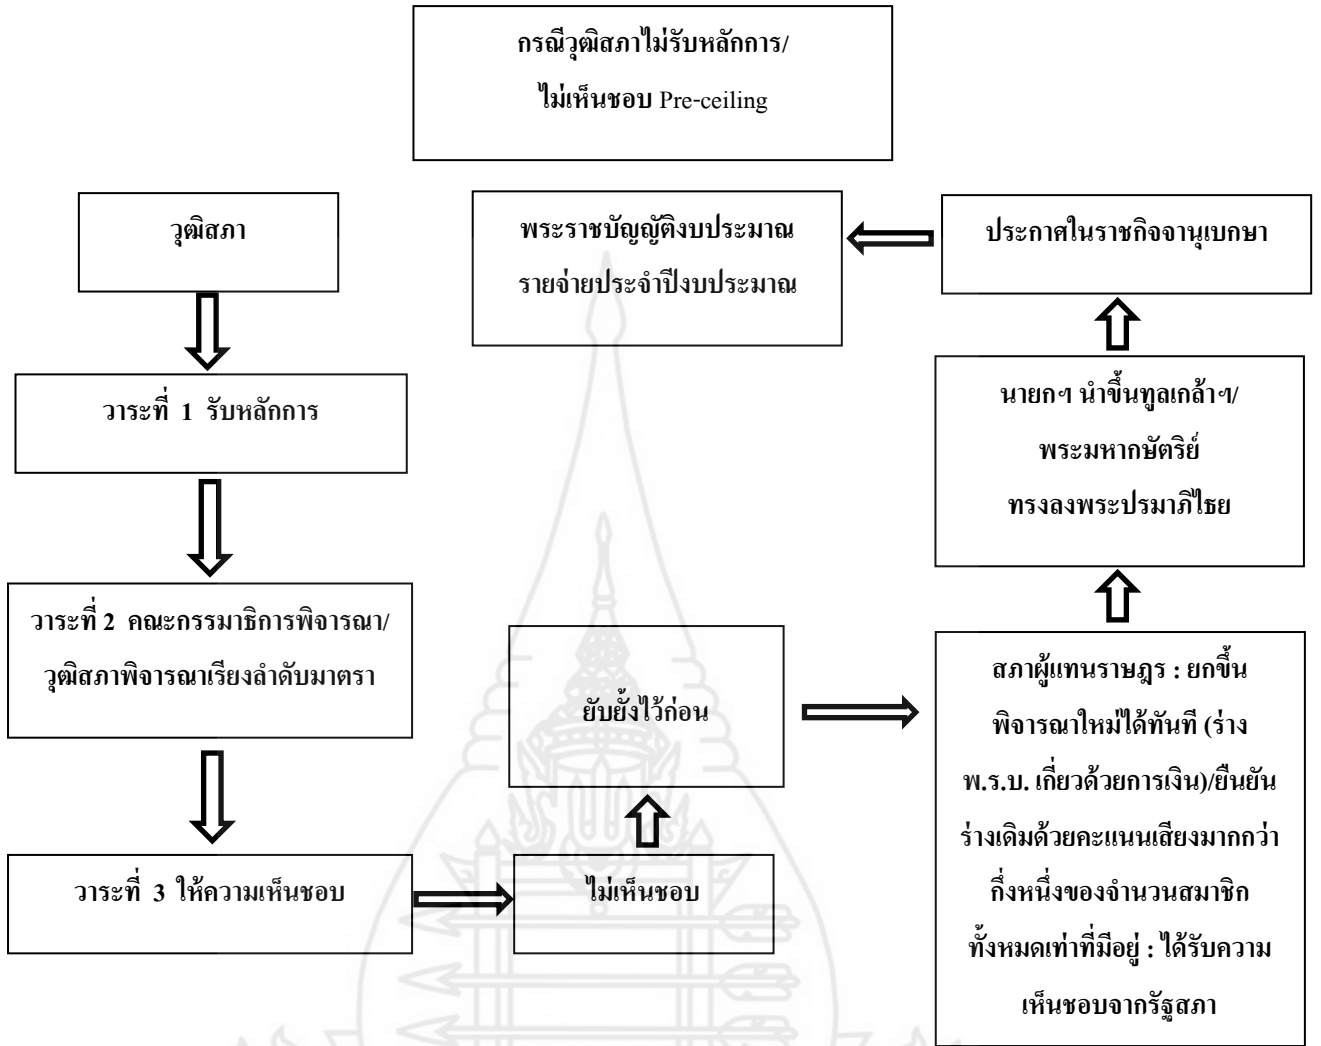 กรณีวุฒิสภาไม่รับหลักการ/
ไม่เห็นชอบ Pre-ceiling
วุฒิสภา
วาระที่ 1 รับหลักการ
วาระที่ 2 คณะกรรมาธิการพิจารณา/
วุฒิสภาพิจารณาเรียงลำดับมาตรา
วาระที่ 3 ให้ความเห็นชอบ
ไม่เห็นชอบ
ยับยั้งไว้ก่อน
สภาผู้แทนราษฎร : ยกขึ้น
พิจารณาใหม่ได้ทันที (ร่าง
พ.ร.บ. เกี่ยวด้วยการเงิน)/ยืนยัน
ร่างเดิมด้วยคะแนนเสียงมากกว่า
กึ่งหนึ่งของจำนวนสมาชิก
ทั้งหมดเท่าที่มีอยู่ : ได้รับความ
เห็นชอบจากรัฐสภา
นายกฯ นำขึ้นทูลเกล้าฯ/
พระมหากษัตริย์
ทรงลงพระปรมาภิไธย
ประกาศในราชกิจจานุเบกษา
พระราชบัญญัติงบประมาณ
รายจ่ายประจำปีงบประมาณ